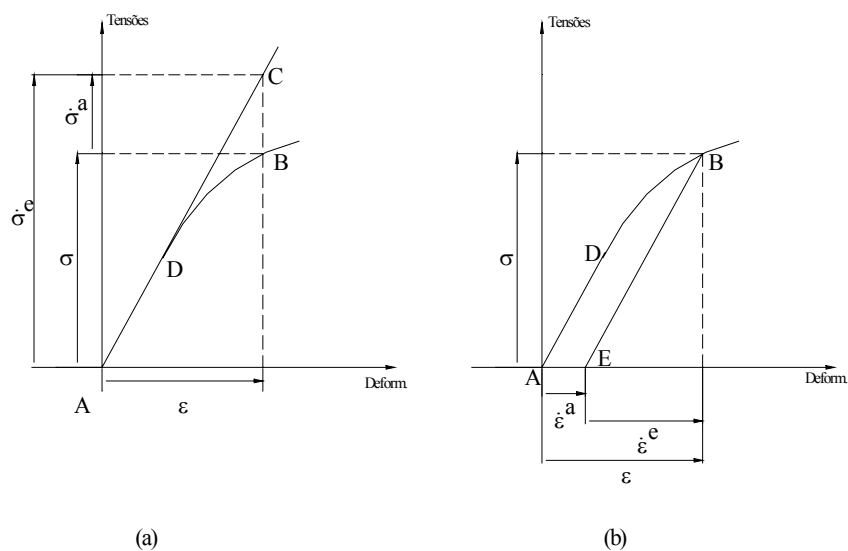 Tensões
C
σ̇ᵃ
B
σ̇ᵉ
σ
D
Deform.
A
ε
(a)
Tensões
B
D
σ
E
A
Deform.
ε̇ᵃ
ε̇ᵉ
ε
(b)